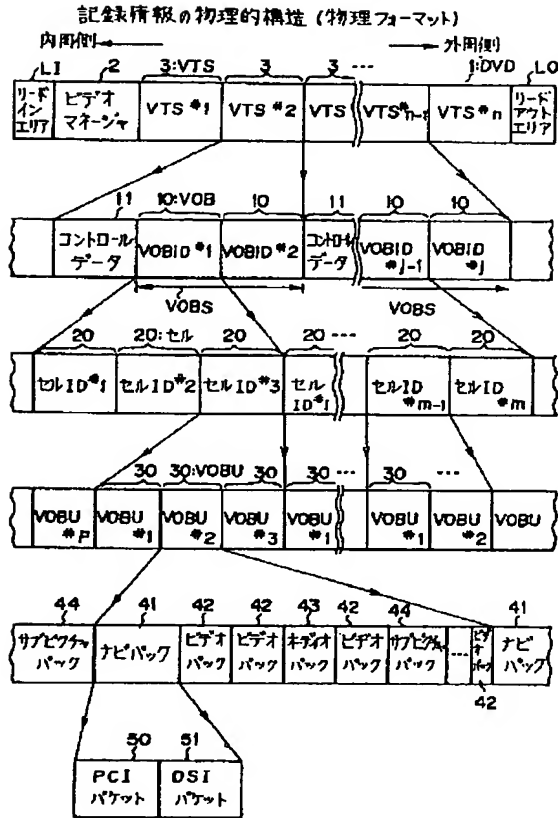 記録情報の物理的構造(物理フォーマット)
内周側
外周側
LI 2 3:VTS 3 3 … 1:DVD LO
リード
イン
エリア
ビデオ
マネージャ
VTS #1
VTS #2
VTS
VTS#n-1
VTS #n
リード
アウト
エリア
11 10:VOB 10 11 10 10
コントロール
データ
VOBID #1
VOBID #2
コントロール
データ
VOBID
#j-1
VOBID
#j
VOBS
VOBS
20 20:セル 20 20 … 20 20
セルID#1
セルID#2
セルID#3
セル
ID#1
セルID
#m-1
セルID
#m
30 30:VOBU 30 30 … 30 …
VOBU
#P
VOBU
#1
VOBU
#2
VOBU
#3
VOBU
#1
VOBU
#1
VOBU
#2
VOBU
44 41 42 42 43 42 44 41
サブピクチャ
パック
ナビパック
ビデオ
パック
ビデオ
パック
オーディオ
パック
ビデオ
パック
サブピクチャ
パック
…
ビデオ
パック
ナビ
パック
42
50 51
PCI
パケット
DSI
パケット